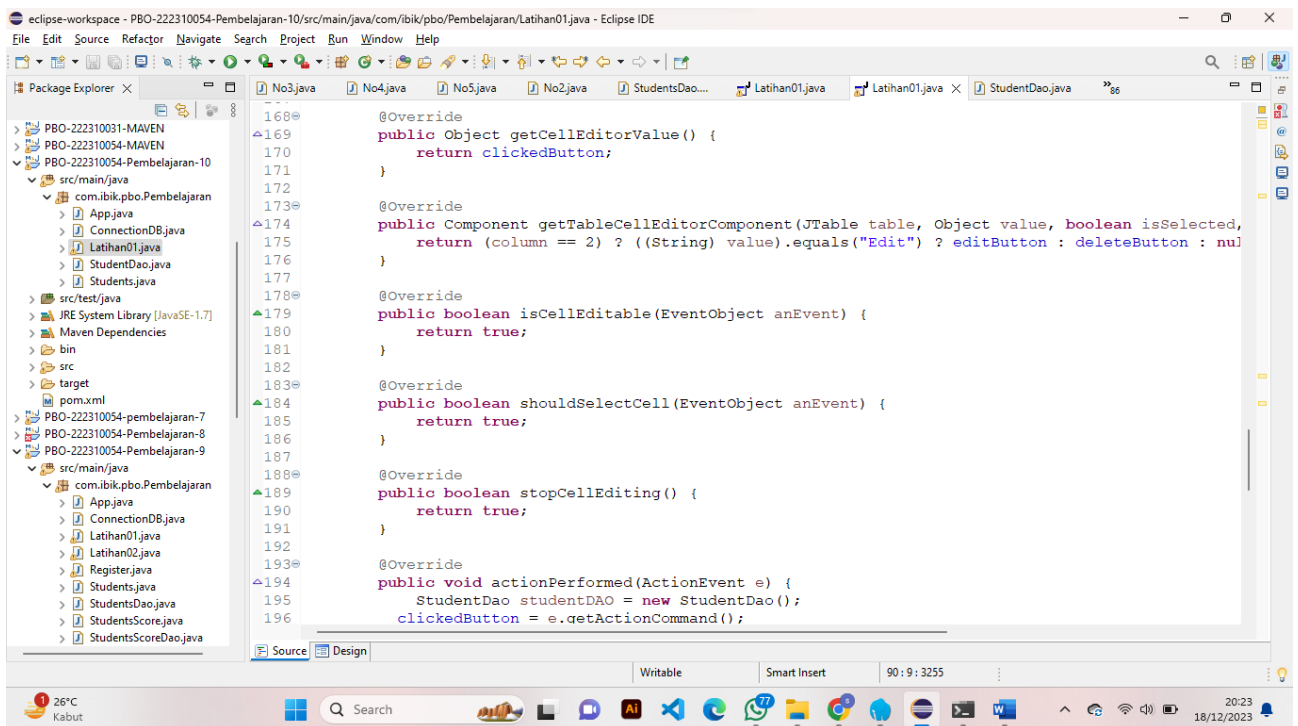 eclipse-workspace - PBO-222310054-Pembelajaran-10/src/main/java/com/ibik/pbo/Pembelajaran/Latihan01.java - Eclipse IDE
File Edit Source Refactor Navigate Search Project Run Window Help
Package Explorer
No3.java No4.java No5.java No2.java StudentsDao.... Latihan01.java Latihan01.java StudentDao.java 86
PBO-222310031-MAVEN
PBO-222310054-MAVEN
PBO-222310054-Pembelajaran-10
src/main/java
com.ibik.pbo.Pembelajaran
App.java
ConnectionDB.java
Latihan01.java
StudentDao.java
Students.java
src/test/java
JRE System Library [JavaSE-1.7]
Maven Dependencies
bin
src
target
pom.xml
PBO-222310054-pembelajaran-7
PBO-222310054-Pembelajaran-8
PBO-222310054-Pembelajaran-9
src/main/java
com.ibik.pbo.Pembelajaran
App.java
ConnectionDB.java
Latihan01.java
Latihan02.java
Register.java
Students.java
StudentsDao.java
StudentsScore.java
StudentsScoreDao.java
168 @Override
169 public Object getCellEditorValue() {
170 return clickedButton;
171 }
172
173 @Override
174 public Component getTableCellEditorComponent(JTable table, Object value, boolean isSelected,
175 return (column == 2) ? ((String) value).equals("Edit") ? editButton : deleteButton : nul
176 }
177
178 @Override
179 public boolean isCellEditable(EventObject anEvent) {
180 return true;
181 }
182
183 @Override
184 public boolean shouldSelectCell(EventObject anEvent) {
185 return true;
186 }
187
188 @Override
189 public boolean stopCellEditing() {
190 return true;
191 }
192
193 @Override
194 public void actionPerformed(ActionEvent e) {
195 StudentDao studentDAO = new StudentDao();
196 clickedButton = e.getActionCommand();
Source Design
Writable Smart Insert 90 : 9 : 3255
1 26°C
Kabut
Search
Ai
77
20:23
18/12/2023